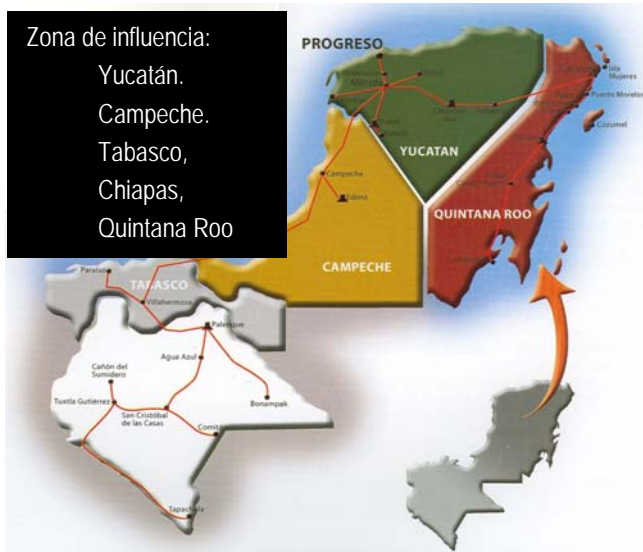 Zona de influencia:
Yucatán.
Campeche.
Tabasco,
Chiapas,
Quintana Roo
PROGRESO
Mérida
Isla
Mujeres
Puerto Morelos
Cozumel
YUCATAN
Campeche
Edzná
QUINTANA ROO
CAMPECHE
Paraíso
TABASCO
Villahermosa
Palenque
Agua Azul
Cañón del
Sumidero
Tuxtla Gutiérrez
San Cristóbal
de las Casas
Bonampak
Comitán
Tapachula